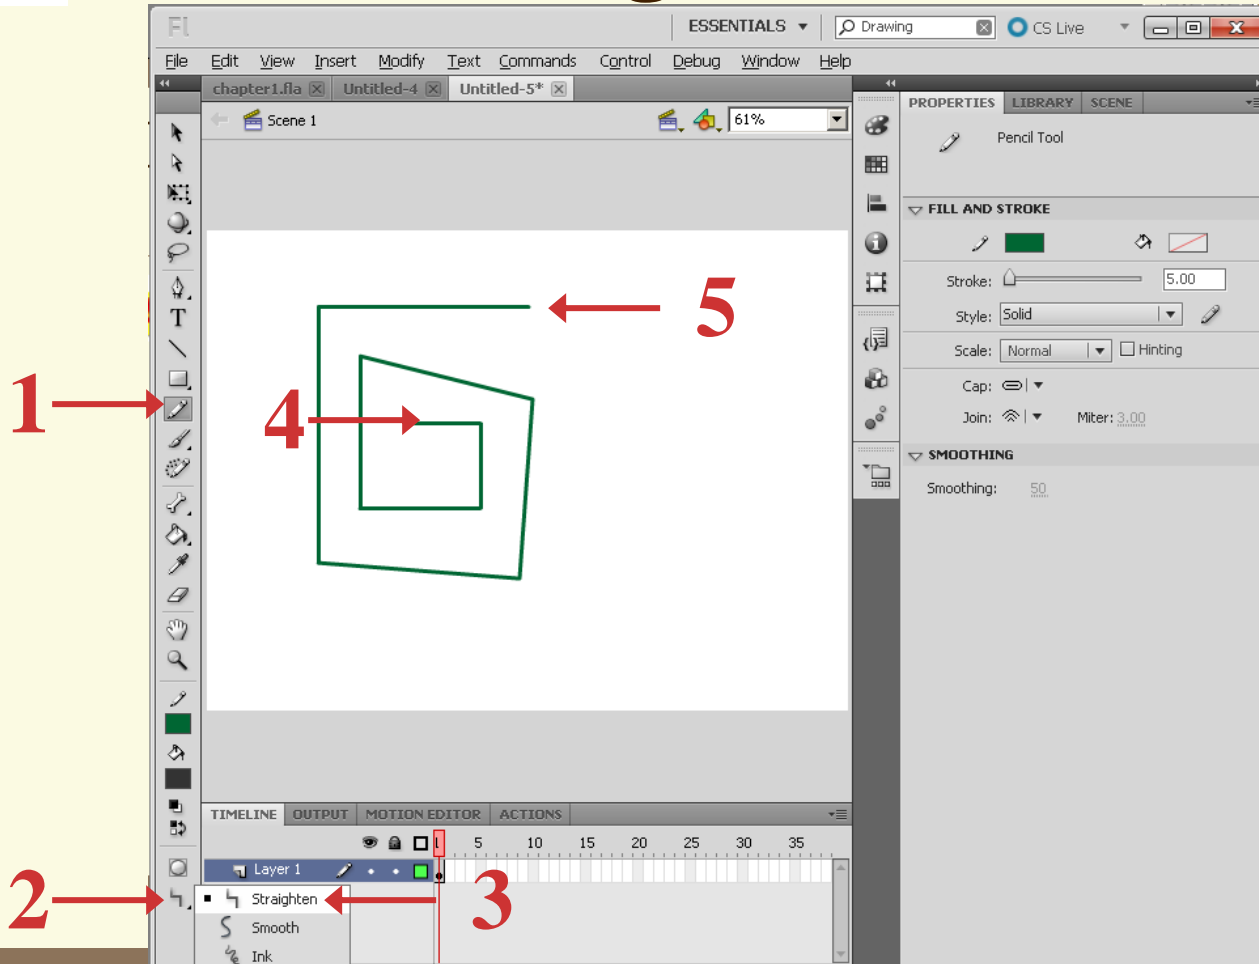 Fl
ESSENTIALS
Drawing
CS Live
File Edit View Insert Modify Text Commands Control Debug Window Help
chapter1.fla Untitled-4 Untitled-5*
Scene 1
61%
PROPERTIES LIBRARY SCENE
Pencil Tool
FILL AND STROKE
Stroke: 5.00
Style: Solid
Scale: Normal Hinting
Cap:
Join: Miter: 3.00
SMOOTHING
Smoothing: 50
T
1
5
4
TIMELINE OUTPUT MOTION EDITOR ACTIONS
1 5 10 15 20 25 30 35
Layer 1
2
Straighten
3
Smooth
Ink